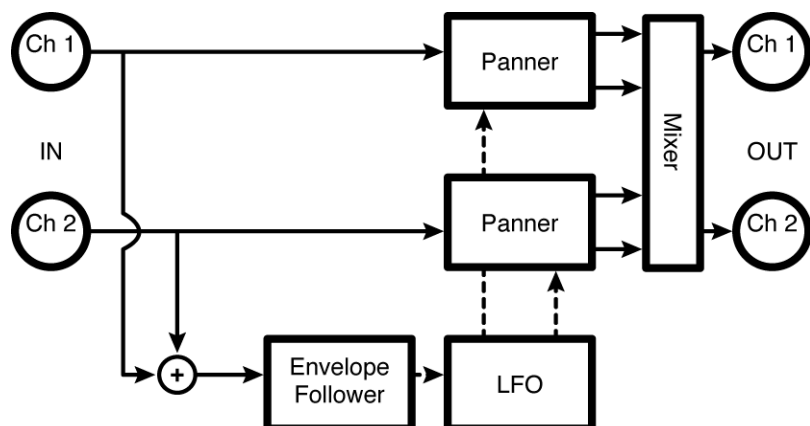 Ch 1
Panner
Ch 1
IN
Mixer
OUT
Ch 2
Panner
Ch 2
+
Envelope
Follower
LFO